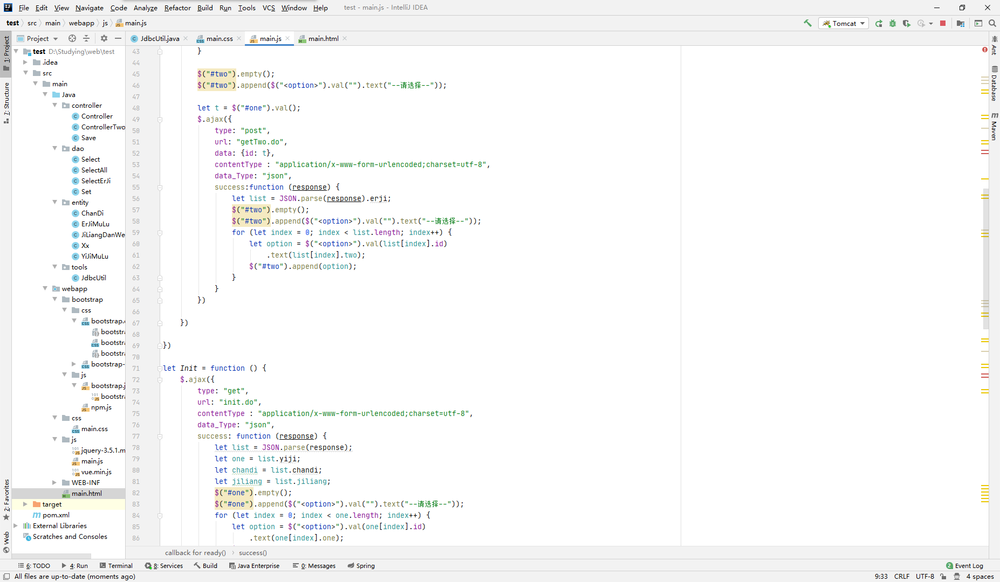 File Edit View Navigate Code Analyze Refactor Build Run Tools VCS Window Help test - main.js - IntelliJ IDEA
test src main webapp js main.js Tomcat
Project JdbcUtil.java main.css main.js main.html
1: Project
7: Structure
2: Favorites
Web
Ant
Database
Maven
test D:\Studying\web\test
.idea
src
main
Java
controller
Controller
ControllerTwo
Save
dao
Select
SelectAll
SelectErJi
Set
entity
ChanDi
ErJiMuLu
JiLiangDanWe
Xx
YiJiMuLu
tools
JdbcUtil
webapp
bootstrap
css
bootstrap.
bootstra
bootstra
bootstra
bootstrap-
js
bootstrap.j
bootstra
npm.js
css
main.css
js
jquery-3.5.1.m
main.js
vue.min.js
WEB-INF
main.html
target
pom.xml
External Libraries
Scratches and Consoles
43 }
44
45 $("#two").empty();
46 $("#two").append($("<option>").val("").text("--请选择--"));
47
48 let t = $("#one").val();
49 $.ajax({
50 type: "post",
51 url: "getTwo.do",
52 data: {id: t},
53 contentType : "application/x-www-form-urlencoded;charset=utf-8",
54 data_Type: "json",
55 success:function (response) {
56 let list = JSON.parse(response).erji;
57 $("#two").empty();
58 $("#two").append($("<option>").val("").text("--请选择--"));
59 for (let index = 0; index < list.length; index++) {
60 let option = $("<option>").val(list[index].id)
61 .text(list[index].two);
62 $("#two").append(option);
63 }
64 }
65 })
66
67 })
68
69 })
70
71 let Init = function () {
72 $.ajax({
73 type: "get",
74 url: "init.do",
75 contentType : "application/x-www-form-urlencoded;charset=utf-8",
76 data_Type: "json",
77 success: function (response) {
78 let list = JSON.parse(response);
79 let one = list.yiji;
80 let chandi = list.chandi;
81 let jiliang = list.jiliang;
82 $("#one").empty();
83 $("#one").append($("<option>").val("").text("--请选择--"));
84 for (let index = 0; index < one.length; index++) {
85 let option = $("<option>").val(one[index].id)
86 .text(one[index].one);
callback for ready() success()
6: TODO 4: Run Terminal 8: Services Build Java Enterprise 0: Messages Spring 2 Event Log
All files are up-to-date (moments ago) 9:33 CRLF UTF-8 4 spaces